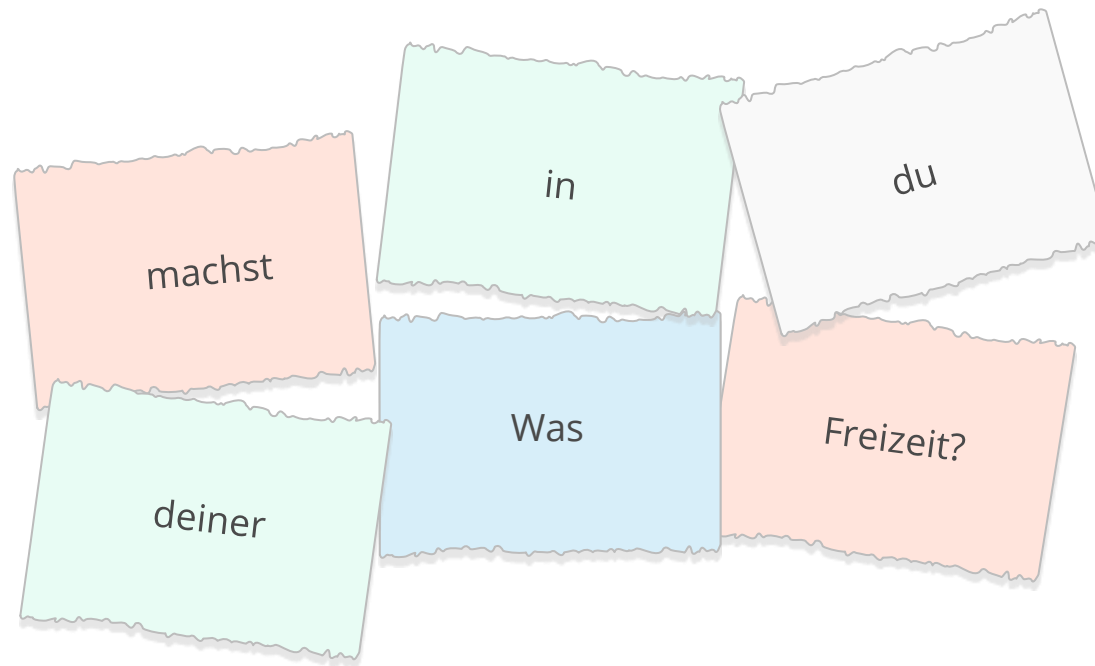 machst
in
du
deiner
Was
Freizeit?